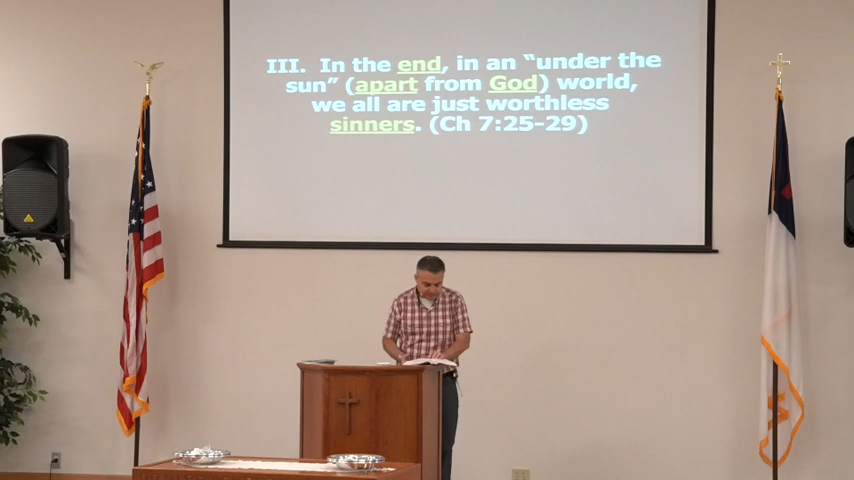 III. In the end, in an “under the
sun” (apart from God) world,
we all are just worthless
sinners. (Ch 7:25-29)